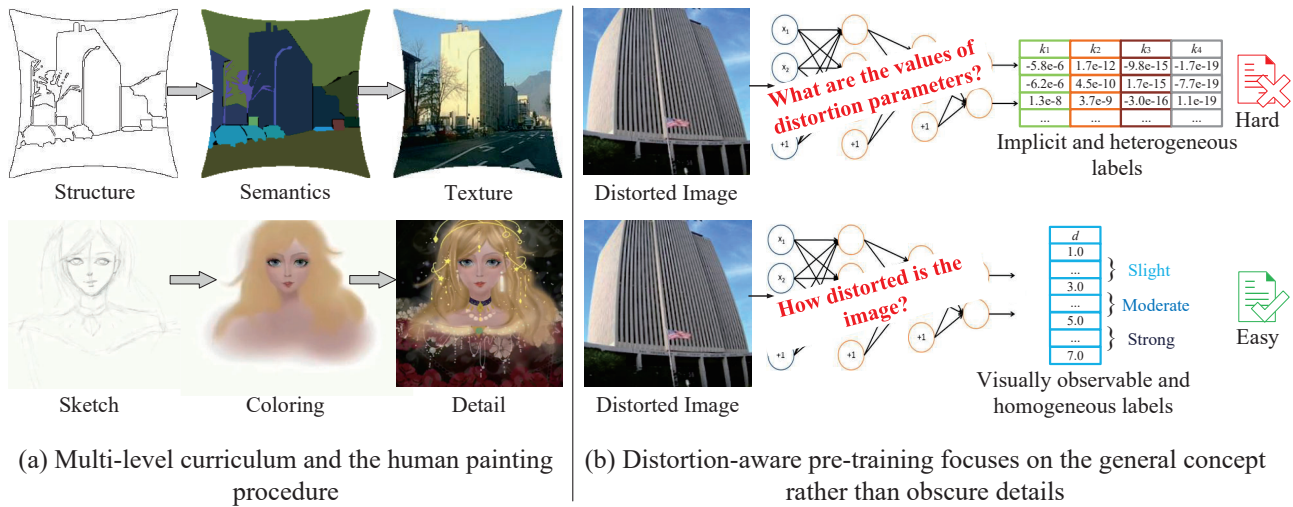 Structure
Semantics
Texture
Sketch
Coloring
Detail
(a) Multi-level curriculum and the human painting
procedure
x1
x2
+1
+1
What are the values of
distortion parameters?
k1 k2 k3 k4
-5.8e-6 1.7e-12 -9.8e-15 -1.7e-19
-6.2e-6 4.5e-10 1.7e-15 -7.7e-19
1.3e-8 3.7e-9 -3.0e-16 1.1e-19
... ... ... ...
Hard
Distorted Image
Implicit and heterogeneous
labels
x1
x2
+1
+1
How distorted is the
image?
d
1.0
...
3.0
...
5.0
...
7.0
Slight
Moderate
Strong
Easy
Distorted Image
Visually observable and
homogeneous labels
(b) Distortion-aware pre-training focuses on the general concept
rather than obscure details